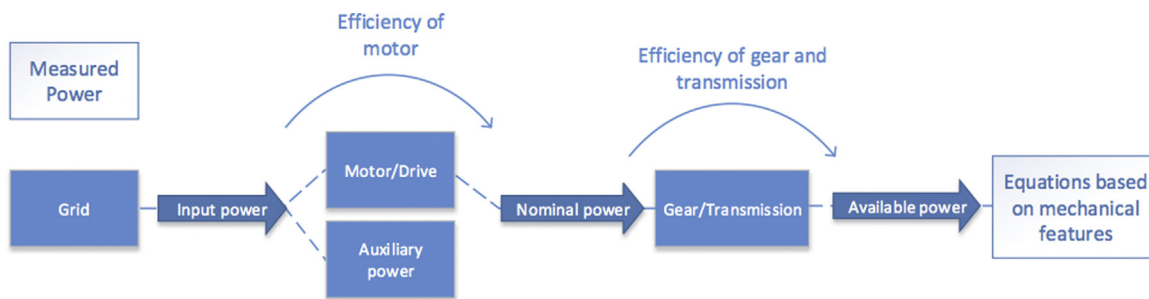 Efficiency of
motor
Efficiency of gear and
transmission
Measured
Power
Grid
Input power
Motor/Drive
Auxiliary
power
Nominal power
Gear/Transmission
Available power
Equations based
on mechanical
features